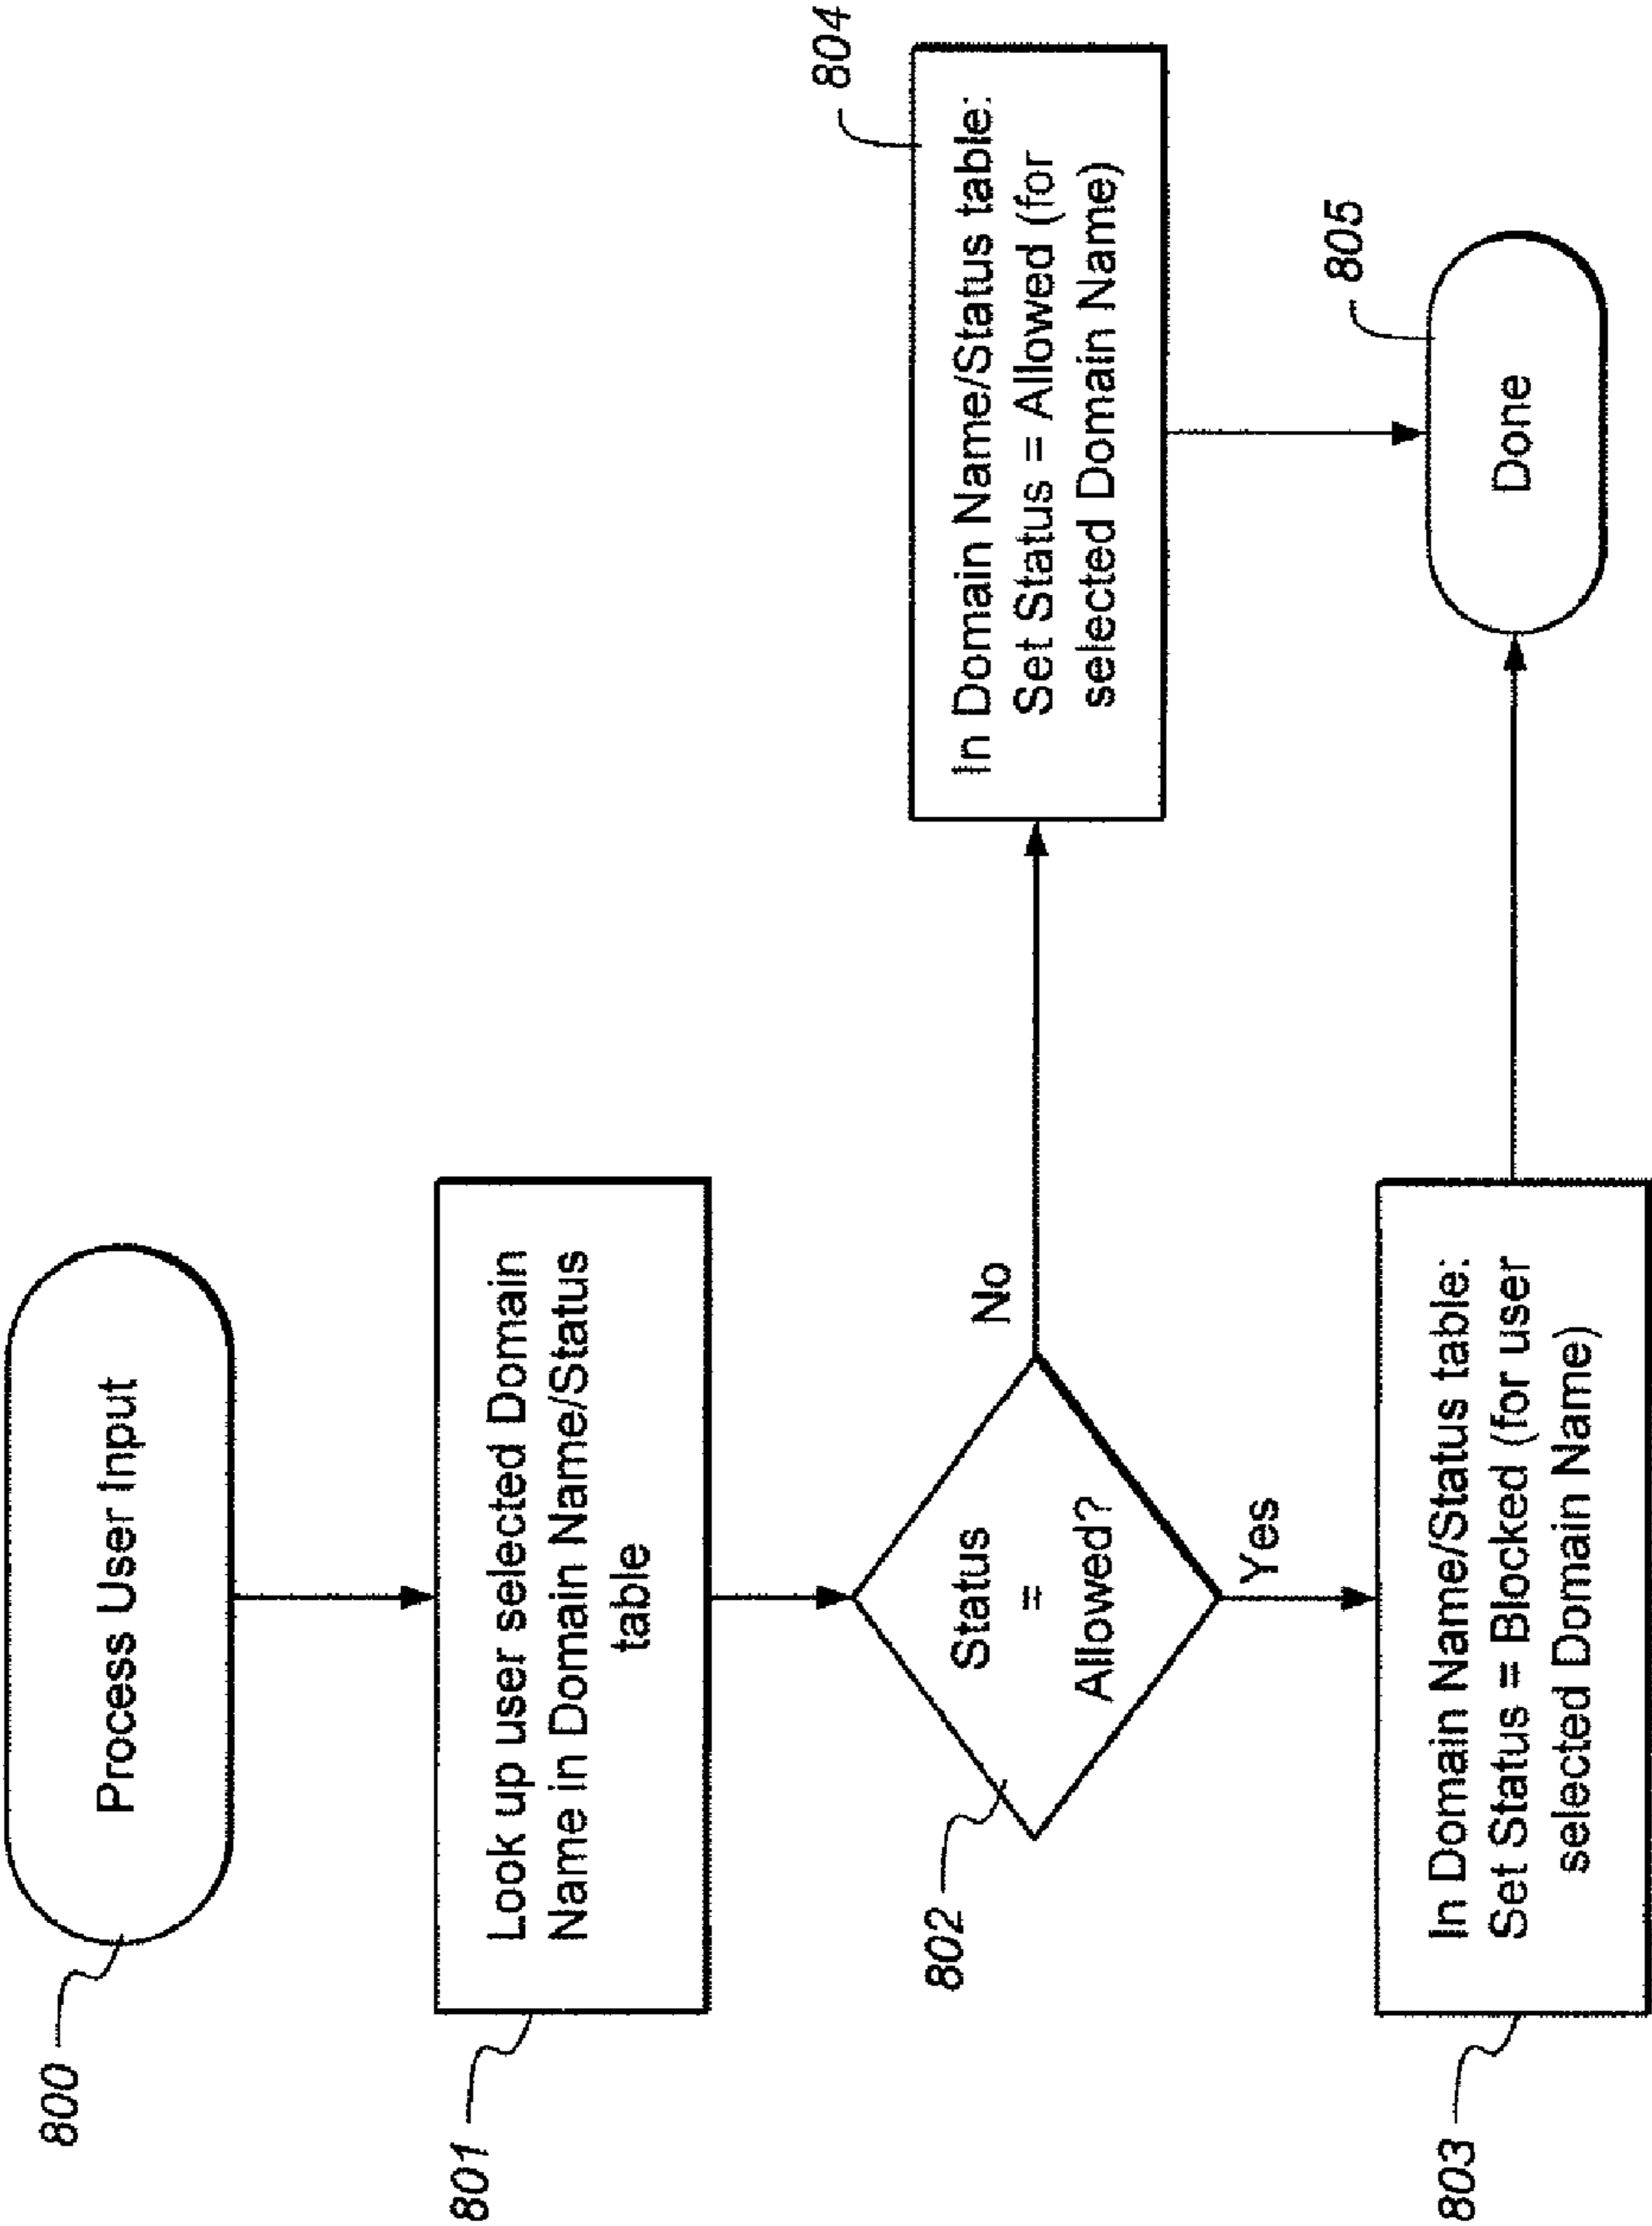 800
Process User Input
801
Look up user selected Domain
Name in Domain Name/Status
table
802
Status
=
Allowed?
No
Yes
803
In Domain Name/Status table:
Set Status = Blocked (for user
selected Domain Name)
804
In Domain Name/Status table:
Set Status = Allowed (for
selected Domain Name)
805
Done